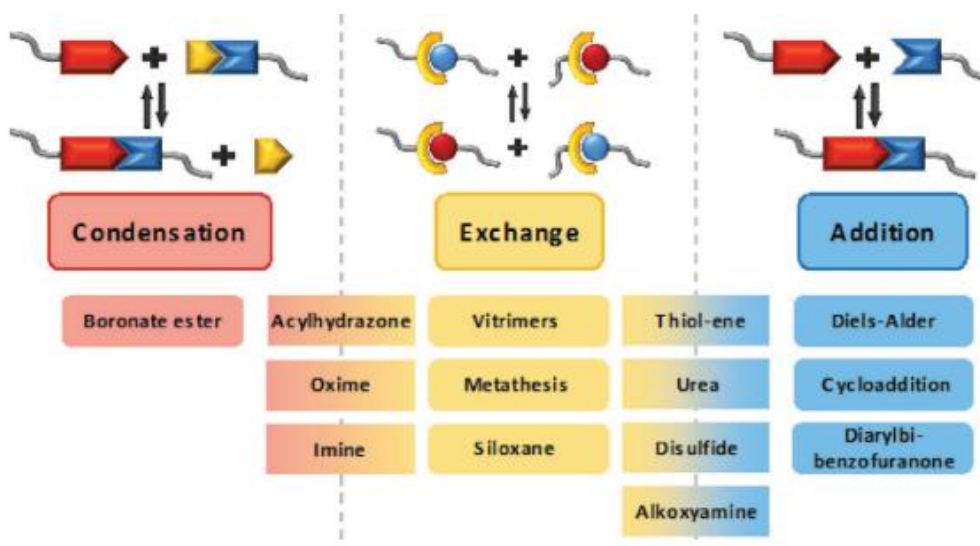 Condensation
Exchange
Addition
Boronate ester
Acylhydrazone
Vitrimers
Thiol-ene
Diels-Alder
Oxime
Metathesis
Urea
Cycloaddition
Imine
Siloxane
Disulfide
Diarylbi-
benzofuranone
Alkoxyamine